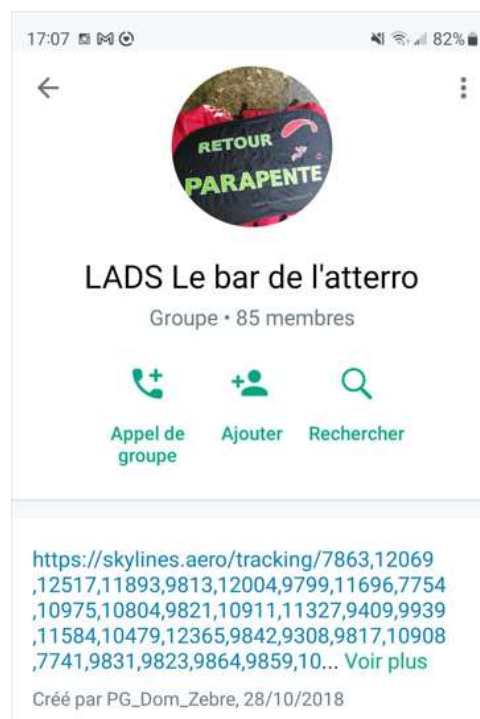 17:07
82%
RETOUR
PARAPENTE
LADS Le bar de l'atterro
Groupe • 85 membres
Appel de groupe
Ajouter
Rechercher
https://skylines.aero/tracking/7863,12069
,12517,11893,9813,12004,9799,11696,7754
,10975,10804,9821,10911,11327,9409,9939
,11584,10479,12365,9842,9308,9817,10908
,7741,9831,9823,9864,9859,10... Voir plus
Créé par PG_Dom_Zebre, 28/10/2018